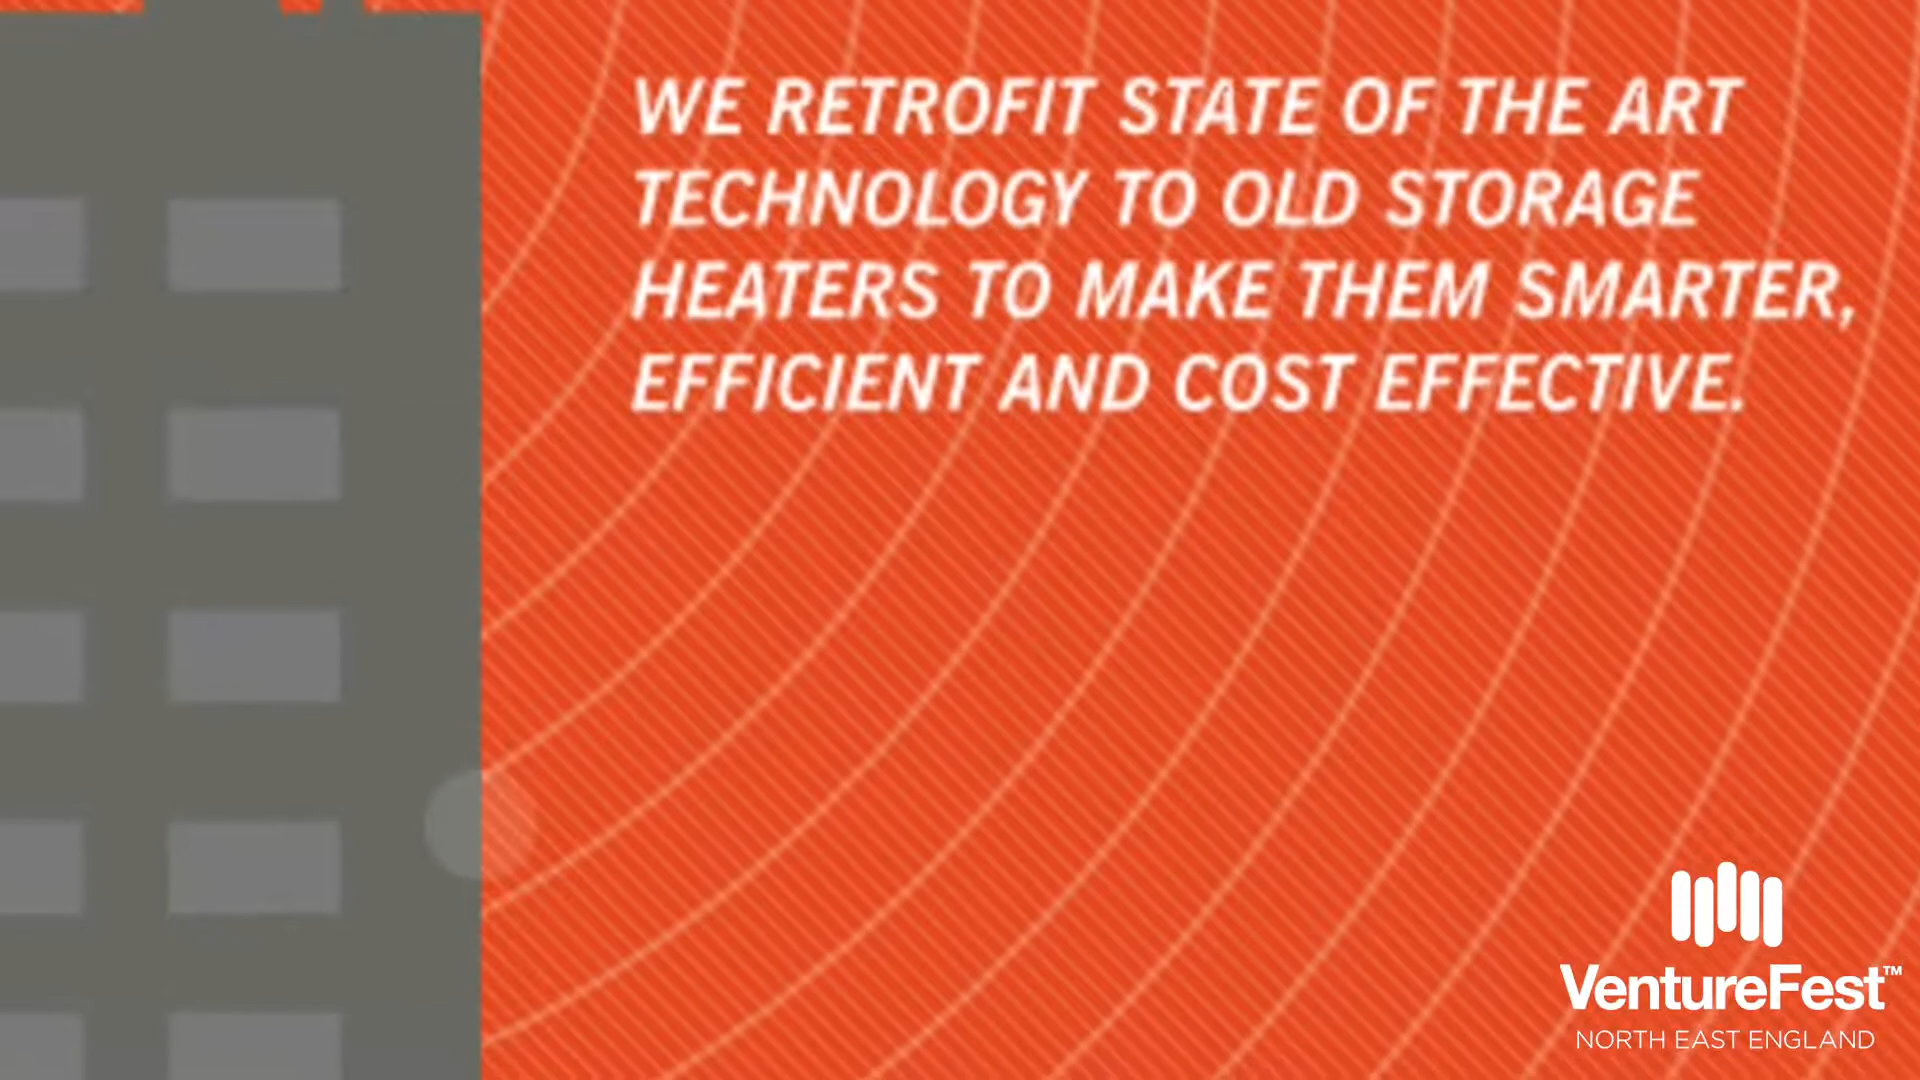 WE RETROFIT STATE OF THE ART
TECHNOLOGY TO OLD STORAGE
HEATERS TO MAKE THEM SMARTER,
EFFICIENT AND COST EFFECTIVE.
VentureFest™
NORTH EAST ENGLAND